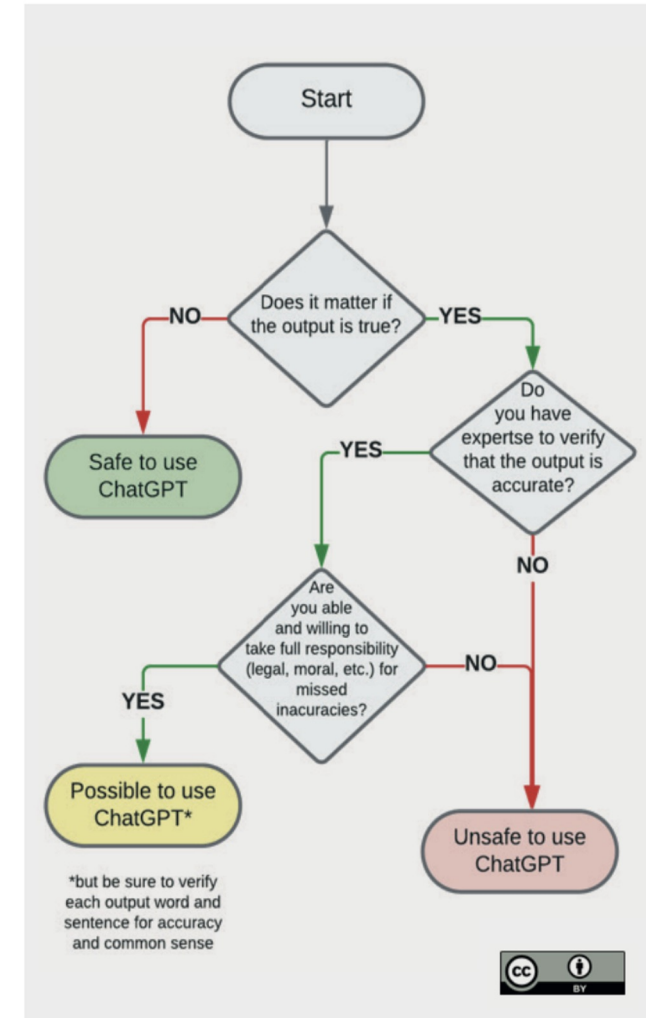 Start
Does it matter if
the output is true?
NO
YES
Safe to use
ChatGPT
Do
you have
expertse to verify
that the output is
accurate?
YES
NO
Are
you able
and willing to
take full responsibility
(legal, moral, etc.) for
missed
inacuracies?
YES
NO
Possible to use
ChatGPT*
*but be sure to verify
each output word and
sentence for accuracy
and common sense
Unsafe to use
ChatGPT
cc
BY